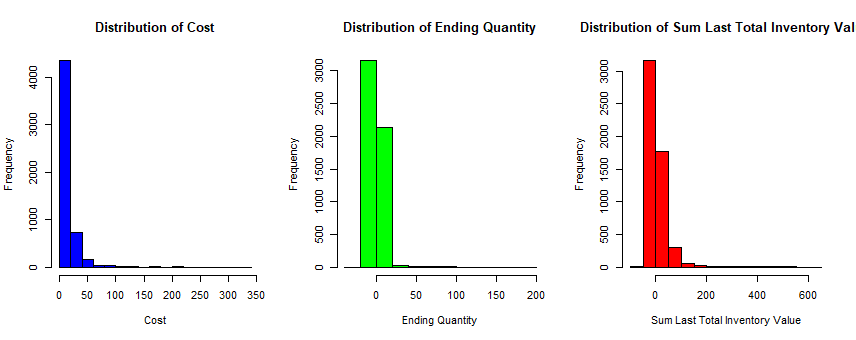 Distribution of Cost
Frequency
0
1000
2000
3000
4000
0 50 100 150 200 250 300 350
Cost
Distribution of Ending Quantity
Frequency
0
500
1000
1500
2000
2500
3000
0 50 100 150 200
Ending Quantity
Distribution of Sum Last Total Inventory Val
Frequency
0
500
1000
1500
2000
2500
3000
0 200 400 600
Sum Last Total Inventory Value